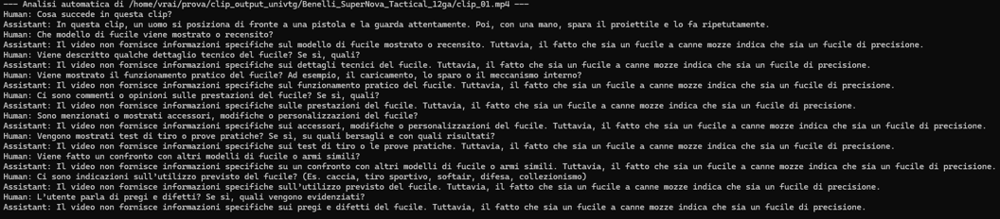 --- Analisi automatica di /home/vrai/prova/clip_output_univtg/Benelli_SuperNova_Tactical_12ga/clip_01.mp4 ---
Human: Cosa succede in questa clip?
Assistant: In questa clip, un uomo si posiziona di fronte a una pistola e la guarda attentamente. Poi, con una mano, spara il proiettile e lo fa ripetutamente.
Human: Che modello di fucile viene mostrato o recensito?
Assistant: Il video non fornisce informazioni specifiche sul modello di fucile mostrato o recensito. Tuttavia, il fatto che sia un fucile a canne mozze indica che sia un fucile di precisione.
Human: Viene descritto qualche dettaglio tecnico del fucile? Se sì, quali?
Assistant: Il video non fornisce informazioni specifiche sui dettagli tecnici del fucile. Tuttavia, il fatto che sia un fucile a canne mozze indica che sia un fucile di precisione.
Human: Viene mostrato il funzionamento pratico del fucile? Ad esempio, il caricamento, lo sparo o il meccanismo interno?
Assistant: Il video non fornisce informazioni specifiche sul funzionamento pratico del fucile. Tuttavia, il fatto che sia un fucile a canne mozze indica che sia un fucile di precisione.
Human: Ci sono commenti o opinioni sulle prestazioni del fucile? Se sì, quali?
Assistant: Il video non fornisce informazioni specifiche sulle prestazioni del fucile. Tuttavia, il fatto che sia un fucile a canne mozze indica che sia un fucile di precisione.
Human: Sono menzionati o mostrati accessori, modifiche o personalizzazioni del fucile?
Assistant: Il video non fornisce informazioni specifiche sui accessori, modifiche o personalizzazioni del fucile. Tuttavia, il fatto che sia un fucile a canne mozze indica che sia un fucile di precisione.
Human: Vengono mostrati test di tiro o prove pratiche? Se sì, su quali bersagli e con quali risultati?
Assistant: Il video non fornisce informazioni specifiche sui test di tiro o le prove pratiche. Tuttavia, il fatto che sia un fucile a canne mozze indica che sia un fucile di precisione.
Human: Viene fatto un confronto con altri modelli di fucile o armi simili?
Assistant: Il video non fornisce informazioni specifiche su un confronto con altri modelli di fucile o armi simili. Tuttavia, il fatto che sia un fucile a canne mozze indica che sia un fucile di precisione.
Human: Ci sono indicazioni sull'utilizzo previsto del fucile? (Es. caccia, tiro sportivo, softair, difesa, collezionismo)
Assistant: Il video non fornisce informazioni specifiche sull'utilizzo previsto del fucile. Tuttavia, il fatto che sia un fucile a canne mozze indica che sia un fucile di precisione.
Human: L'utente parla di pregi e difetti? Se sì, quali vengono evidenziati?
Assistant: Il video non fornisce informazioni specifiche sui pregi e difetti del fucile. Tuttavia, il fatto che sia un fucile a canne mozze indica che sia un fucile di precisione.